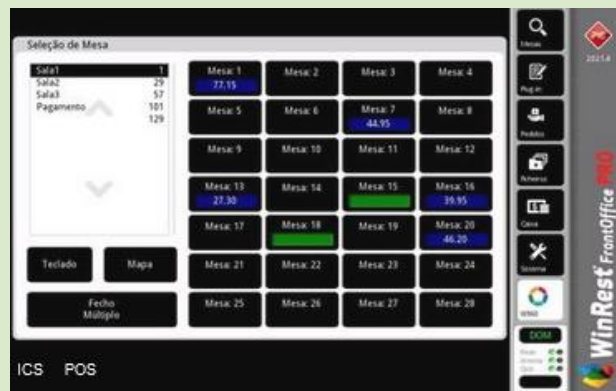 Seleção de Mesa
Sala1 1
Sala2 29
Sala3 57
Pagamento 101
129
Mesa: 1
77.15
Mesa: 2
Mesa: 3
Mesa: 4
Mesa: 5
Mesa: 6
Mesa: 7
44.95
Mesa: 8
Mesa: 9
Mesa: 10
Mesa: 11
Mesa: 12
Mesa: 13
27.30
Mesa: 14
Mesa: 15
Mesa: 16
39.95
Mesa: 17
Mesa: 18
Mesa: 19
Mesa: 20
46.20
Mesa: 21
Mesa: 22
Mesa: 23
Mesa: 24
Mesa: 25
Mesa: 26
Mesa: 27
Mesa: 28
Teclado
Mapa
Fecho
Múltiplo
ICS POS
Mesas
Plug-in
Pedidos
Caixa
Sistema
DOM
WinRest FrontOffice PRO